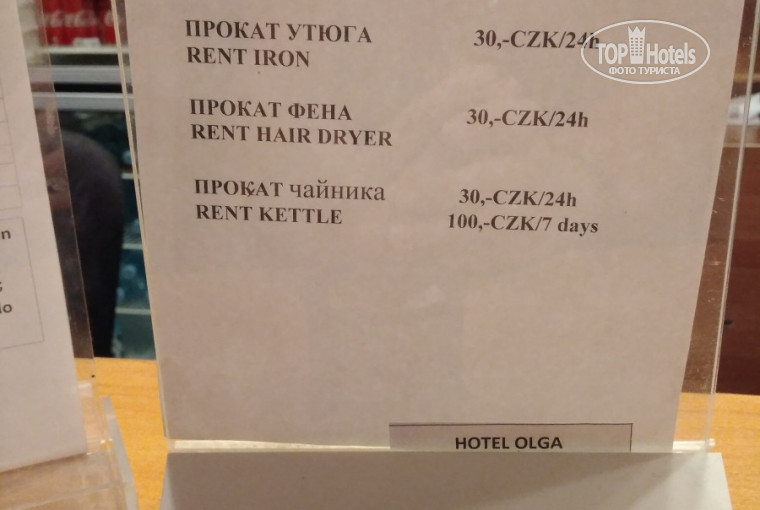 ПРОКАТ УТЮГА 30,-CZK/24h
RENT IRON
ПРОКАТ ФЕНА 30,-CZK/24h
RENT HAIR DRYER
ПРОКАТ чайника 30,-CZK/24h
RENT KETTLE 100,-CZK/7 days
HOTEL OLGA
TOP Hotels
ФОТО ТУРИСТА